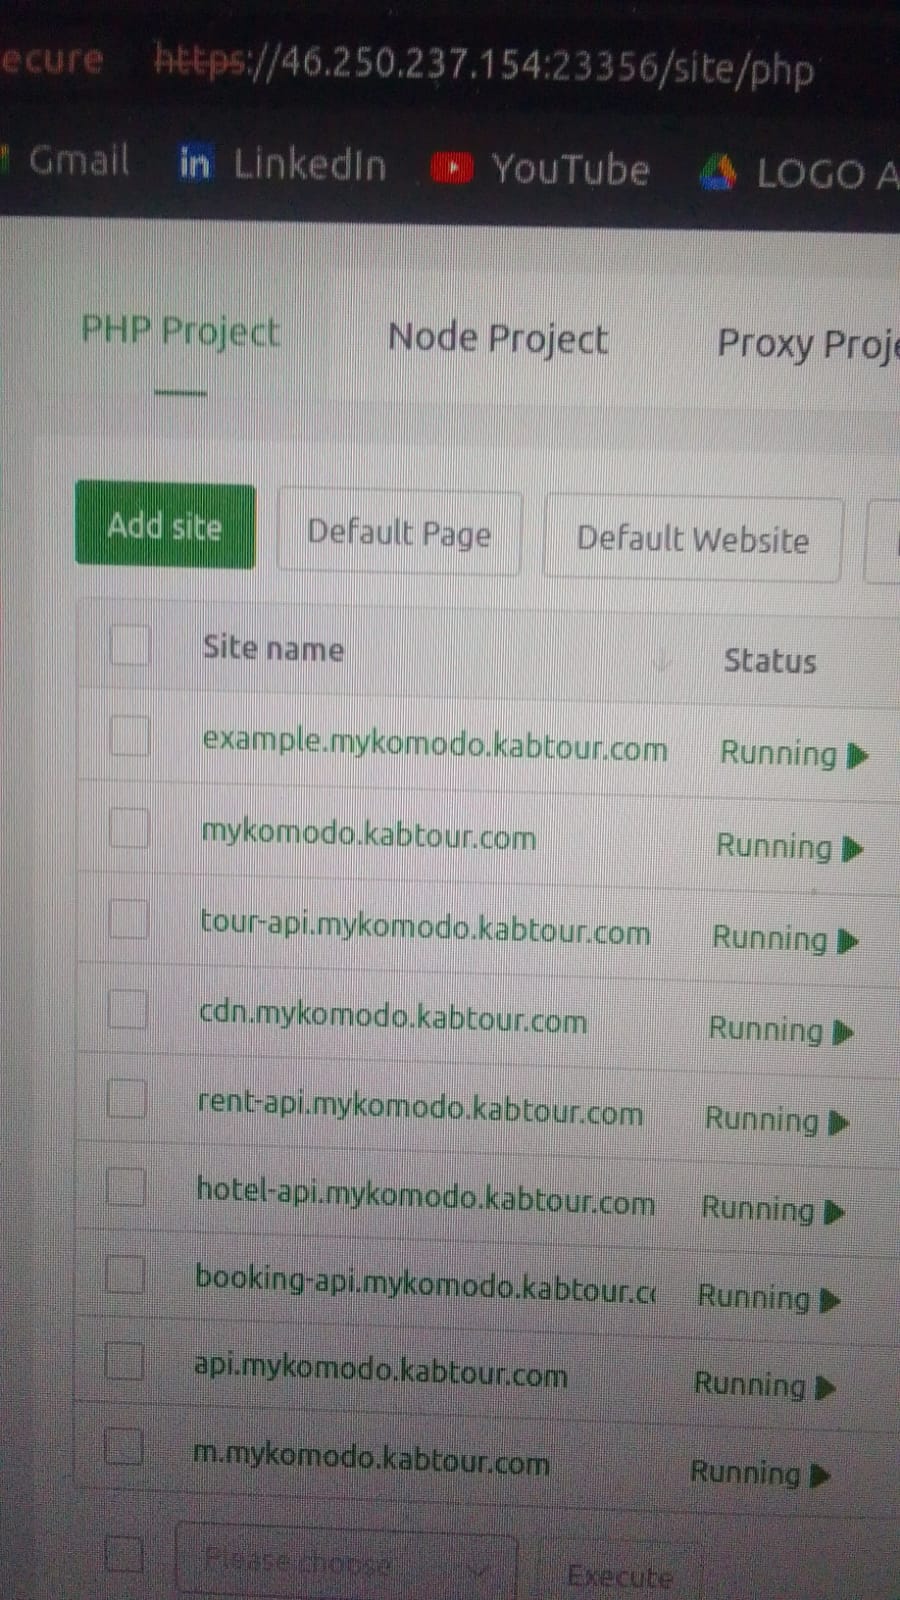 ecure https://46.250.237.154:23356/site/php
Gmail in LinkedIn YouTube LOGO A
PHP Project Node Project Proxy Proje
Add site Default Page Default Website
Site name Status
example.mykomodo.kabtour.com Running
mykomodo.kabtour.com Running
tour-api.mykomodo.kabtour.com Running
cdn.mykomodo.kabtour.com Running
rent-api.mykomodo.kabtour.com Running
hotel-api.mykomodo.kabtour.com Running
booking-api.mykomodo.kabtour.c Running
api.mykomodo.kabtour.com Running
m.mykomodo.kabtour.com Running
Please choose Execute